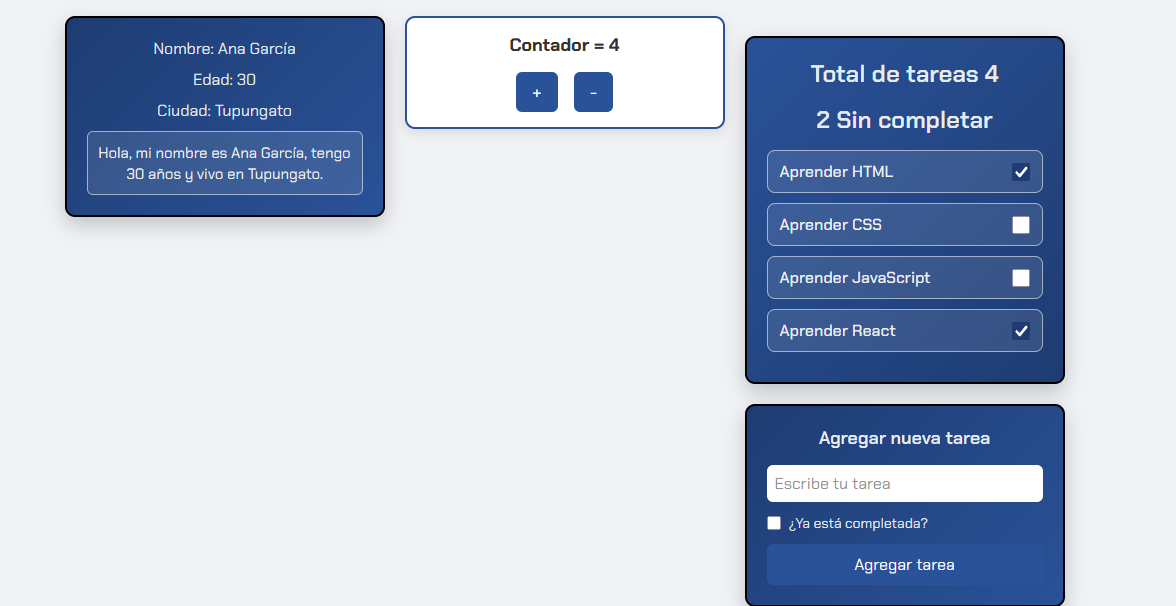 Nombre: Ana García
Edad: 30
Ciudad: Tupungato
Hola, mi nombre es Ana García, tengo
30 años y vivo en Tupungato.
Contador = 4
+
-
Total de tareas 4
2 Sin completar
Aprender HTML
Aprender CSS
Aprender JavaScript
Aprender React
Agregar nueva tarea
Escribe tu tarea
¿Ya está completada?
Agregar tarea